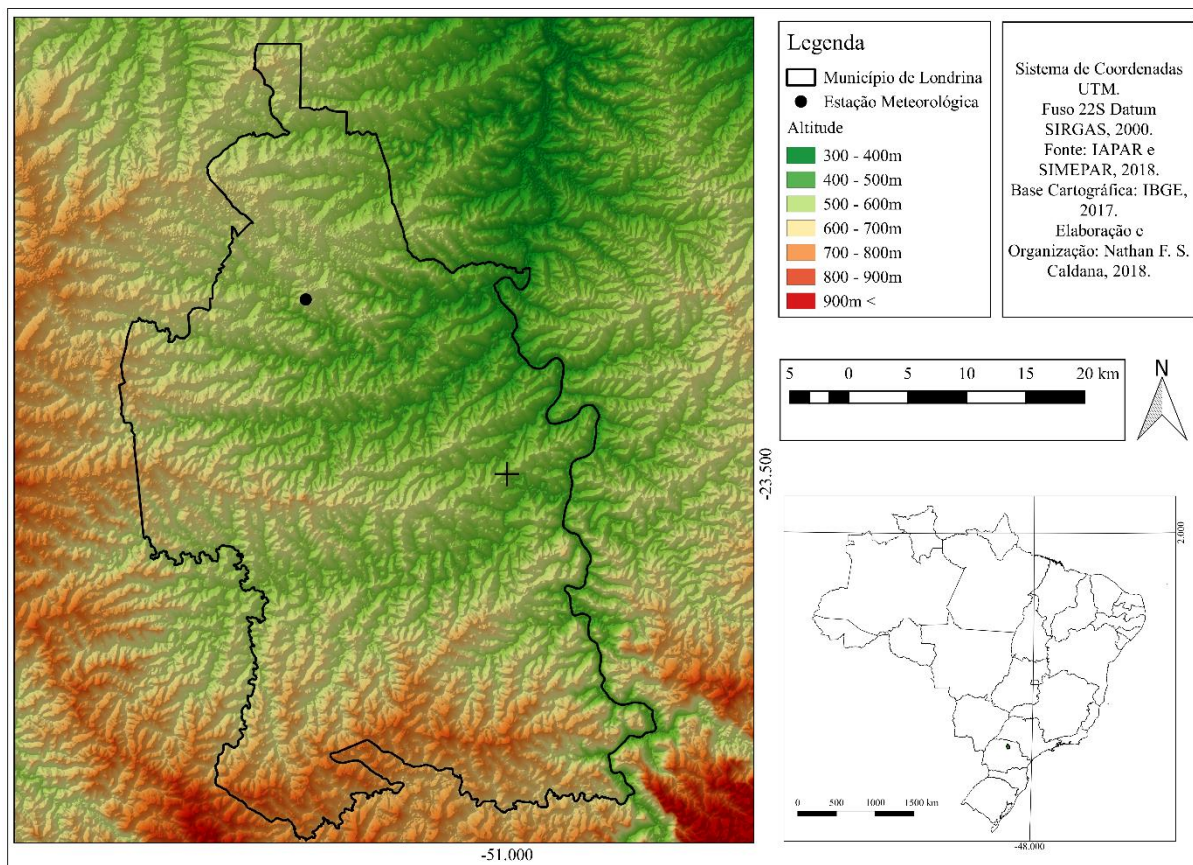 Legenda
Município de Londrina
Estação Meteorológica
Altitude
300 - 400m
400 - 500m
500 - 600m
600 - 700m
700 - 800m
800 - 900m
900m <
Sistema de Coordenadas
UTM.
Fuso 22S Datum
SIRGAS, 2000.
Fonte: IAPAR e
SIMEPAR, 2018.
Base Cartográfica: IBGE,
2017.
Elaboração e
Organização: Nathan F. S.
Caldana, 2018.
5 0 5 10 15 20 km
N
-23.500
-51.000
2.000
0 500 1000 1500 km
-48.000